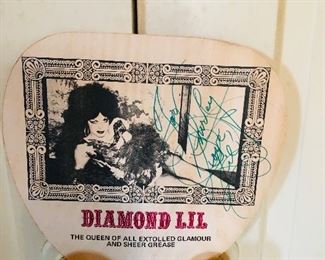 DIAMOND LIL
THE QUEEN OF ALL EXTOLLED GLAMOUR
AND SHEER GREASE